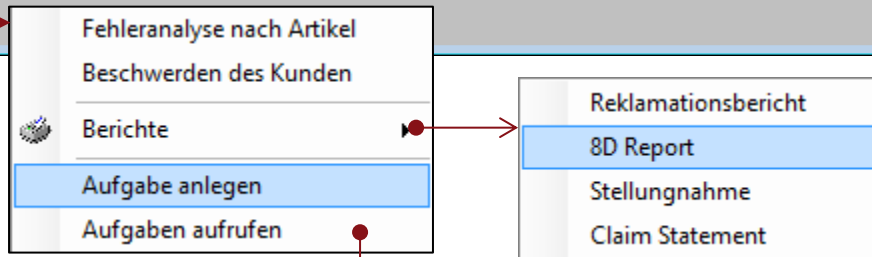 Fehleranalyse nach Artikel
Beschwerden des Kunden
Berichte
Aufgabe anlegen
Aufgaben aufrufen
Reklamationsbericht
8D Report
Stellungnahme
Claim Statement